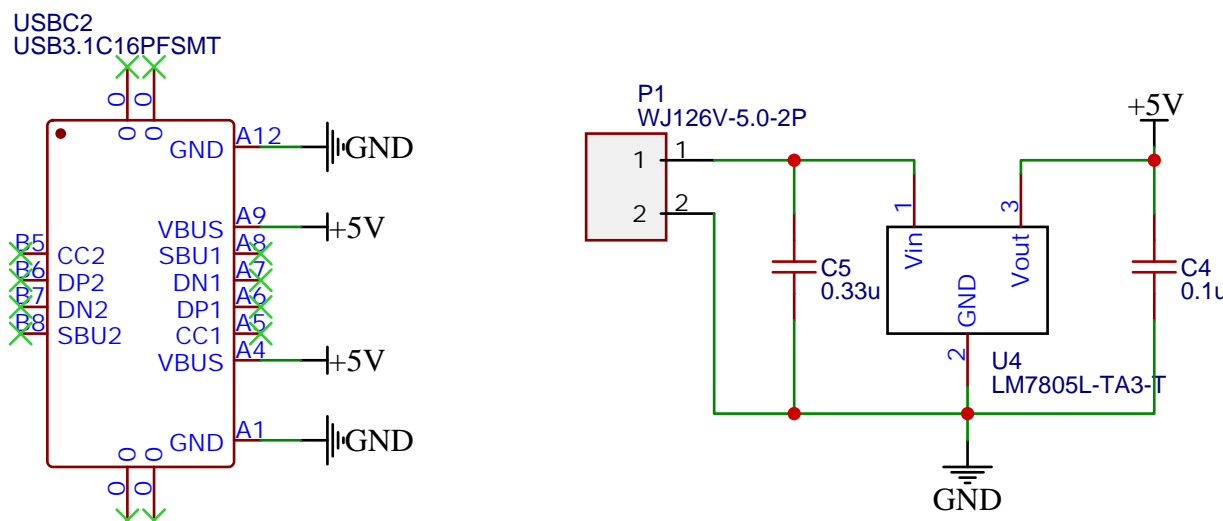 USBC2
USB3.1C16PFSMT
0 0
0 0
GND A12 GND
VBUS A9 +5V
B5 CC2 SBU1 A8
B6 DP2 DN1 A7
B7 DN2 DP1 A6
B8 SBU2 CC1 A5
VBUS A4 +5V
GND A1 GND
0 0
0 0
P1
WJ126V-5.0-2P
1 1
2 2
+5V
1 3
Vin Vout
GND
2
C5
0.33u
C4
0.1u
U4
LM7805L-TA3-T
GND